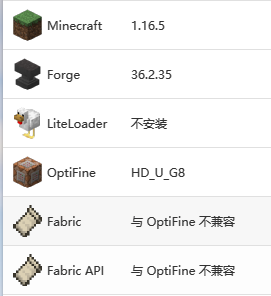 Minecraft 1.16.5
Forge 36.2.35
LiteLoader 不安装
OptiFine HD_U_G8
Fabric 与 OptiFine 不兼容
Fabric API 与 OptiFine 不兼容